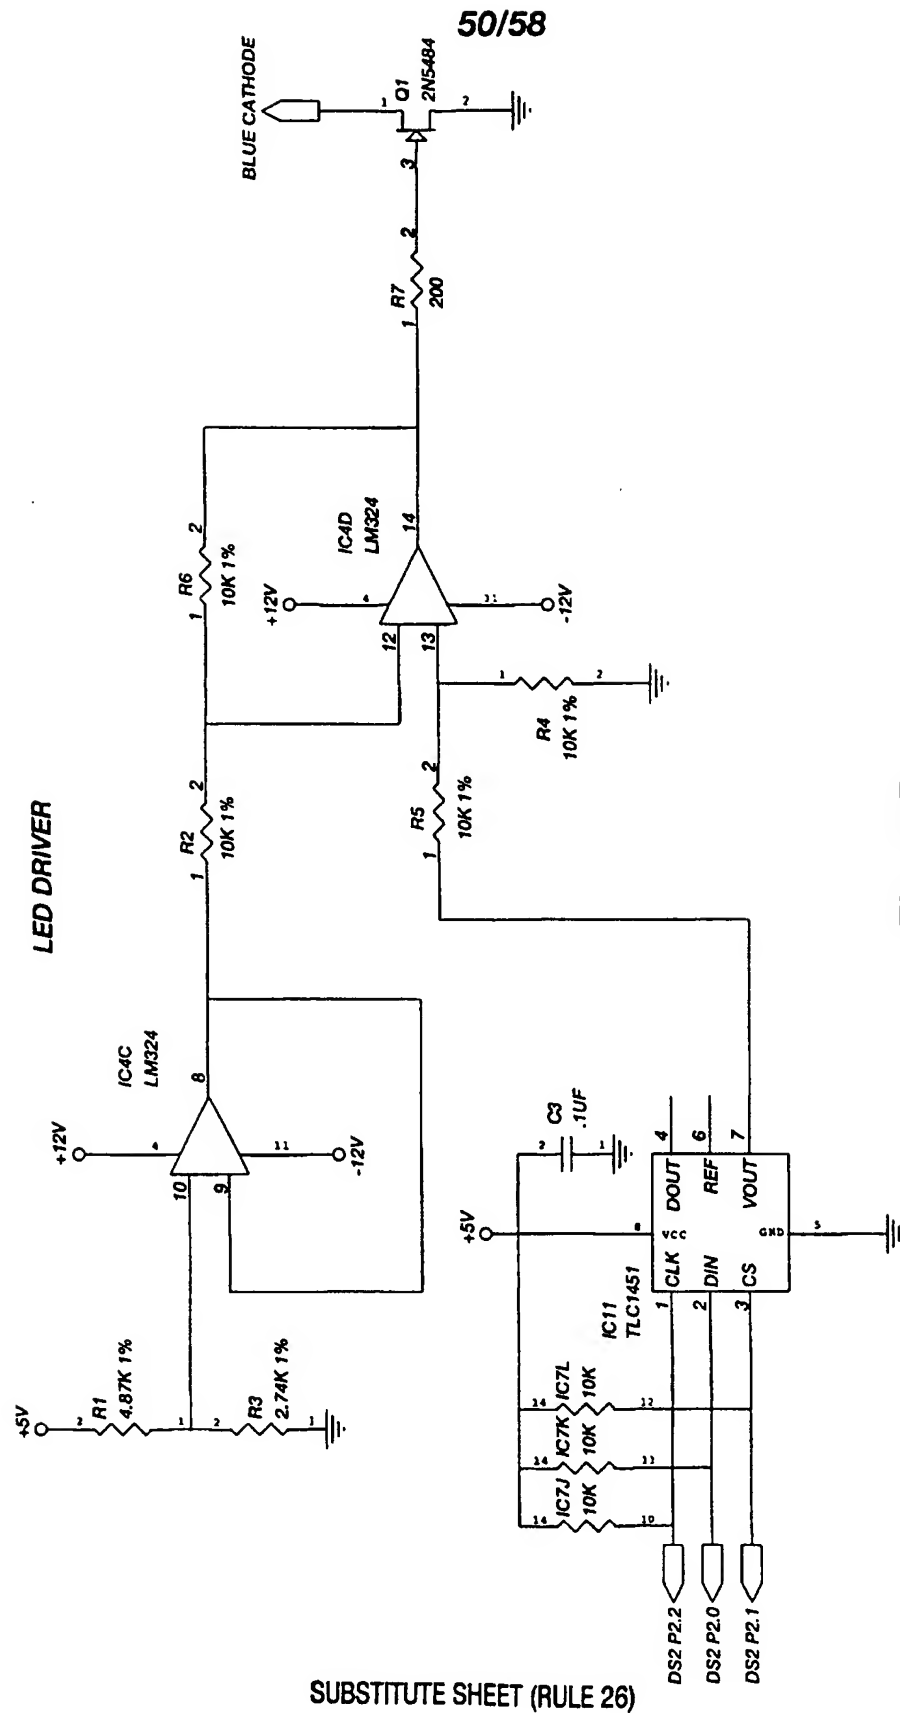 50/58
LED DRIVER
BLUE CATHODE
1
Q1
2N5484
2
3
2
R7
200
1
2
R6
10K 1%
1
IC4D
LM324
14
+12V
4
11
-12V
12
13
1
R4
10K 1%
2
2
R2
10K 1%
1
2
R5
10K 1%
1
IC4C
LM324
8
+12V
4
11
-12V
10
9
+5V
2
R1
4.87K 1%
1
2
R3
2.74K 1%
1
+5V
2
C3
.1UF
1
8
VCC
DOUT
4
REF
6
VOUT
7
GND
5
CLK
DIN
CS
IC11
TLC1451
1
2
3
14
IC7L
10K
12
14
IC7K
10K
11
14
IC7J
10K
10
DS2 P2.2
DS2 P2.0
DS2 P2.1
SUBSTITUTE SHEET (RULE 26)